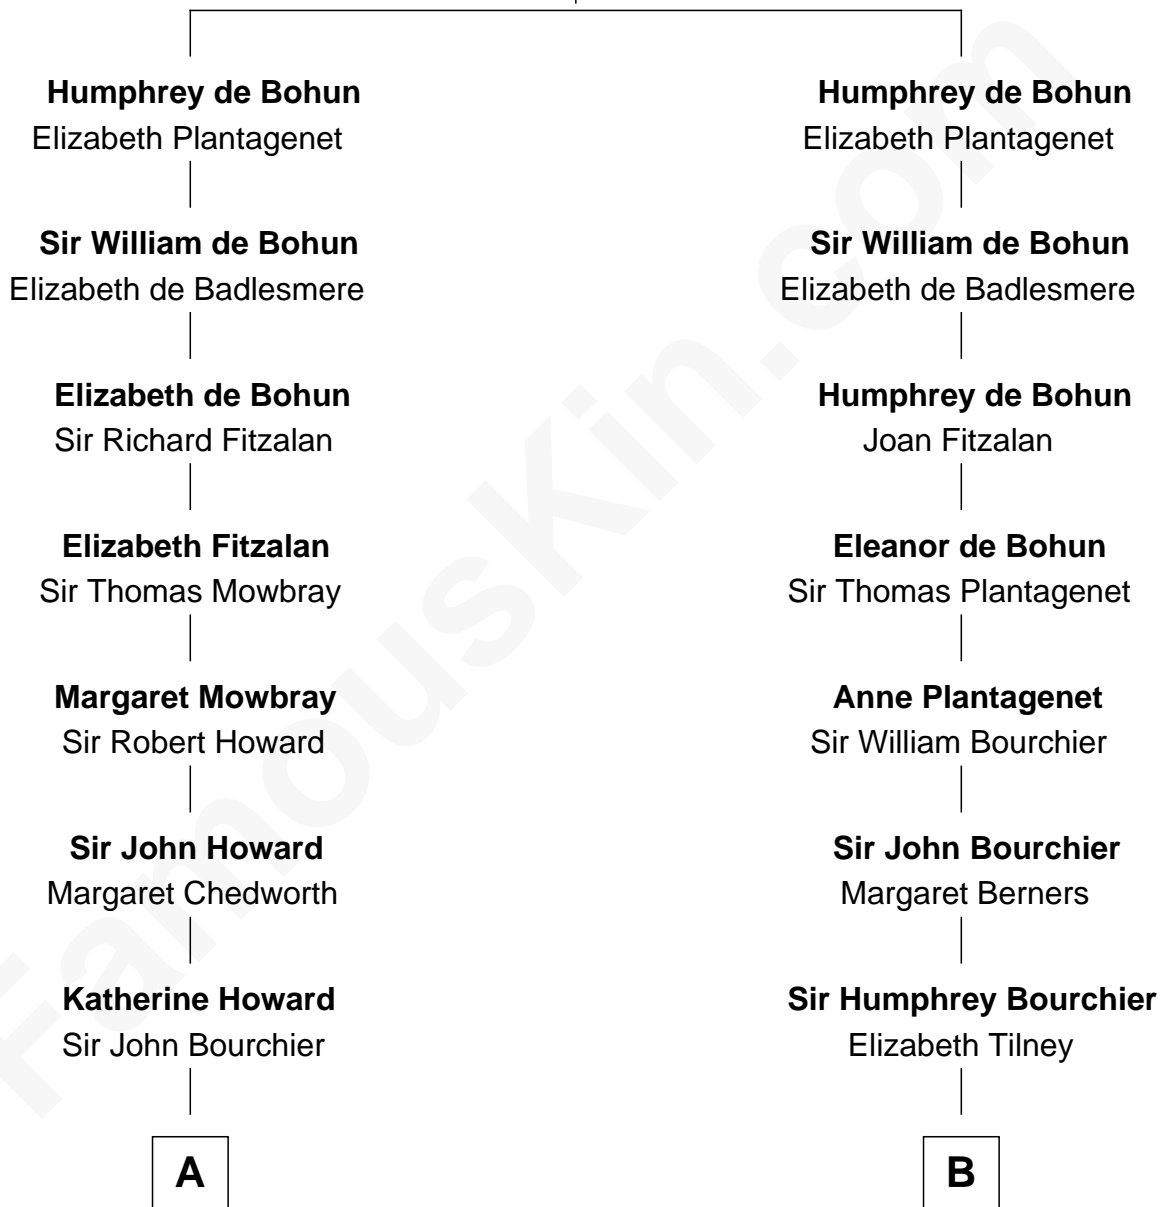 Humphrey de Bohun
Elizabeth Plantagenet
Sir William de Bohun
Elizabeth de Badlesmere
Elizabeth de Bohun
Sir Richard Fitzalan
Elizabeth Fitzalan
Sir Thomas Mowbray
Margaret Mowbray
Sir Robert Howard
Sir John Howard
Margaret Chedworth
Katherine Howard
Sir John Bourchier
A
Humphrey de Bohun
Elizabeth Plantagenet
Sir William de Bohun
Elizabeth de Badlesmere
Humphrey de Bohun
Joan Fitzalan
Eleanor de Bohun
Sir Thomas Plantagenet
Anne Plantagenet
Sir William Bourchier
Sir John Bourchier
Margaret Berners
Sir Humphrey Bourchier
Elizabeth Tilney
B
FamousKin.com